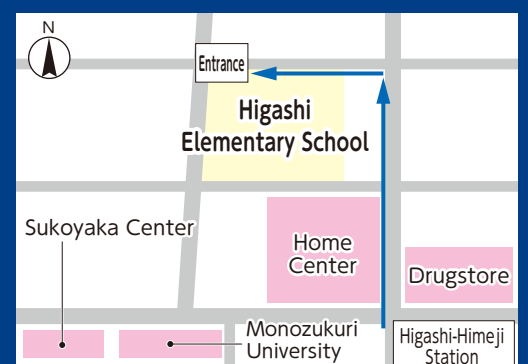 N
Entrance
Higashi
Elementary School
Sukoyaka Center
Home
Center
Drugstore
Monozukuri
University
Higashi-Himeji
Station